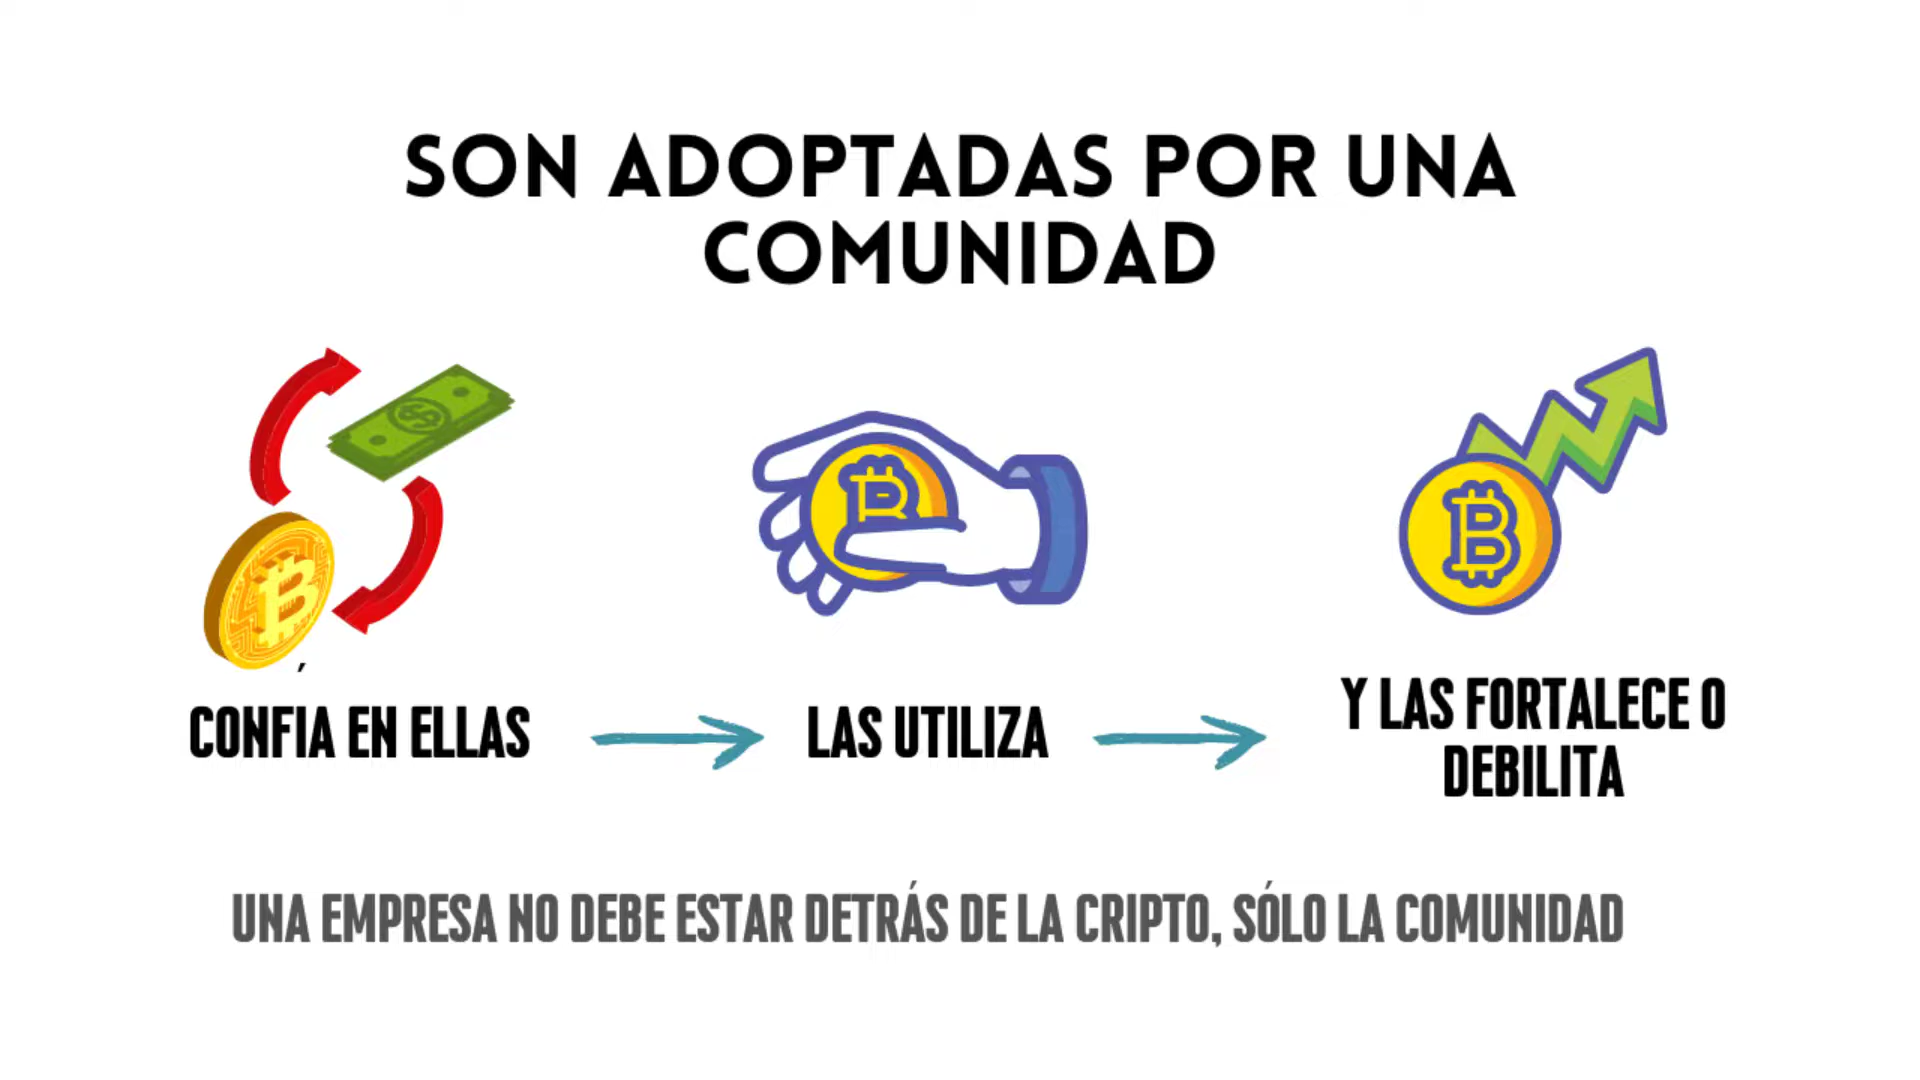 SON ADOPTADAS POR UNA
COMUNIDAD
CONFÍA EN ELLAS
LAS UTILIZA
Y LAS FORTALECE O
DEBILITA
UNA EMPRESA NO DEBE ESTAR DETRÁS DE LA CRIPTO, SÓLO LA COMUNIDAD